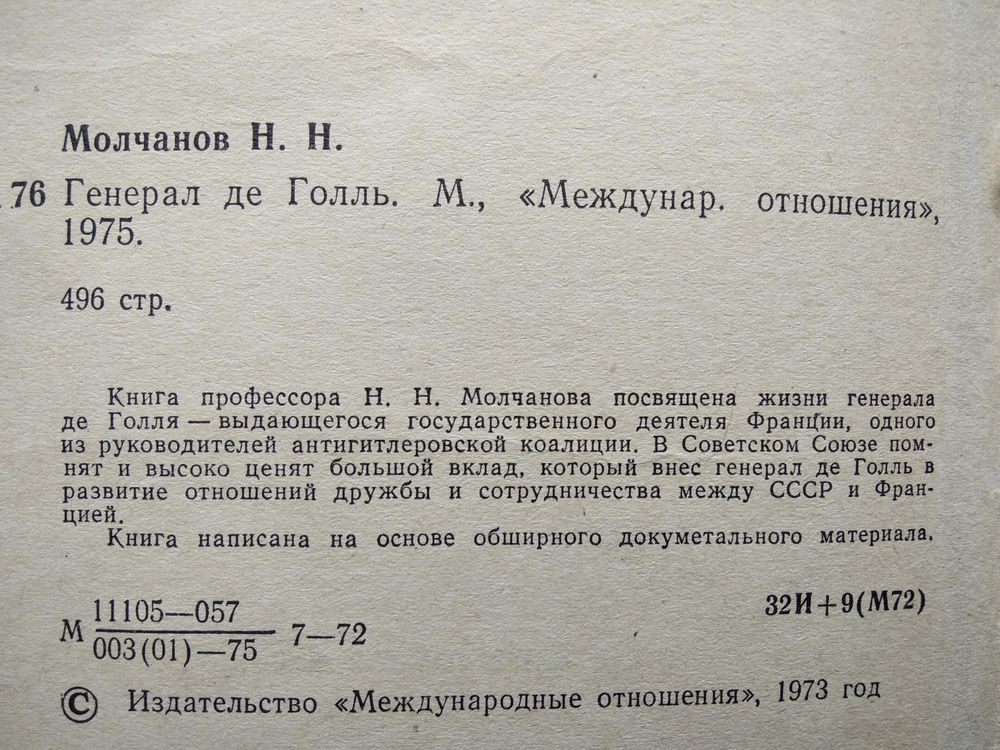 Молчанов Н. Н.
76 Генерал де Голль. М., «Междунар. отношения»,
1975.
496 стр.
Книга профессора Н. Н. Молчанова посвящена жизни генерала
де Голля — выдающегося государственного деятеля Франции, одного
из руководителей антигитлеровской коалиции. В Советском Союзе пом-
нят и высоко ценят большой вклад, который внес генерал де Голль в
развитие отношений дружбы и сотрудничества между СССР и Фран-
цией.
Книга написана на основе обширного докуметального материала.
32И+9(М72)
М 11105—057
003(01)—75 7—72
© Издательство «Международные отношения», 1973 год